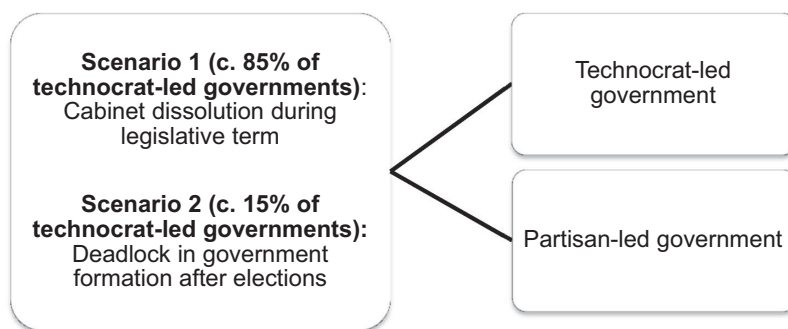 Scenario 1 (c. 85% of
technocrat-led governments):
Cabinet dissolution during
legislative term
Scenario 2 (c. 15% of
technocrat-led governments):
Deadlock in government
formation after elections
Technocrat-led
government
Partisan-led government